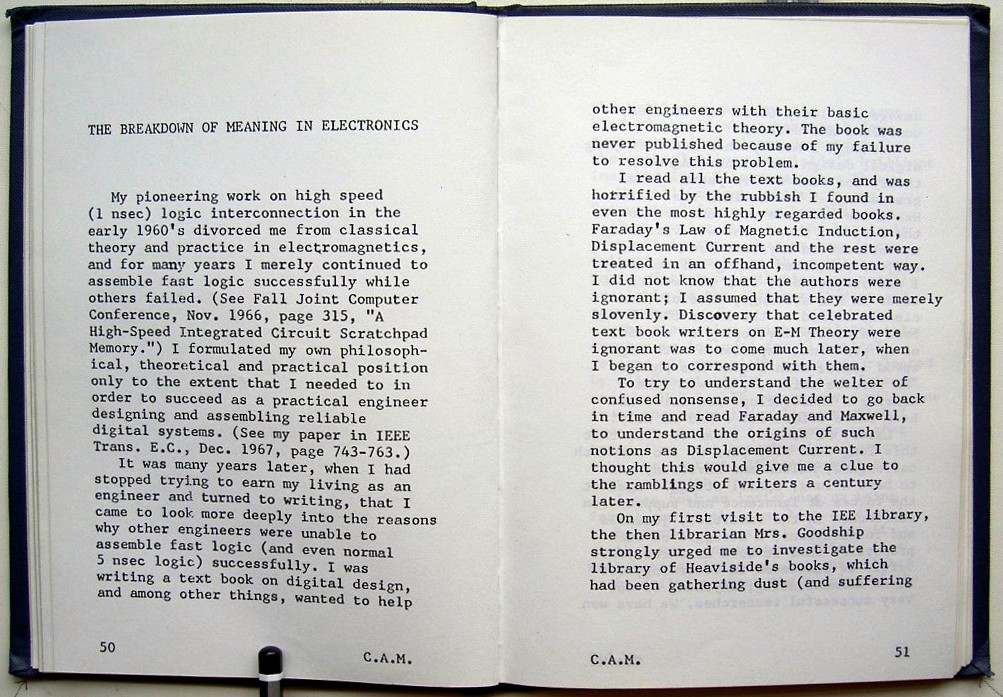 THE BREAKDOWN OF MEANING IN ELECTRONICS
My pioneering work on high speed
(1 nsec) logic interconnection in the
early 1960's divorced me from classical
theory and practice in electromagnetics,
and for many years I merely continued to
assemble fast logic successfully while
others failed. (See Fall Joint Computer
Conference, Nov. 1966, page 315, "A
High-Speed Integrated Circuit Scratchpad
Memory.") I formulated my own philosoph-
ical, theoretical and practical position
only to the extent that I needed to in
order to succeed as a practical engineer
designing and assembling reliable
digital systems. (See my paper in IEEE
Trans. E.C., Dec. 1967, page 743-763.)
It was many years later, when I had
stopped trying to earn my living as an
engineer and turned to writing, that I
came to look more deeply into the reasons
why other engineers were unable to
assemble fast logic (and even normal
5 nsec logic) successfully. I was
writing a text book on digital design,
and among other things, wanted to help
50
C.A.M.
other engineers with their basic
electromagnetic theory. The book was
never published because of my failure
to resolve this problem.
I read all the text books, and was
horrified by the rubbish I found in
even the most highly regarded books.
Faraday's Law of Magnetic Induction,
Displacement Current and the rest were
treated in an offhand, incompetent way.
I did not know that the authors were
ignorant; I assumed that they were merely
slovenly. Discovery that celebrated
text book writers on E-M Theory were
ignorant was to come much later, when
I began to correspond with them.
To try to understand the welter of
confused nonsense, I decided to go back
in time and read Faraday and Maxwell,
to understand the origins of such
notions as Displacement Current. I
thought this would give me a clue to
the ramblings of writers a century
later.
On my first visit to the IEE library,
the then librarian Mrs. Goodship
strongly urged me to investigate the
library of Heaviside's books, which
had been gathering dust (and suffering
C.A.M.
51